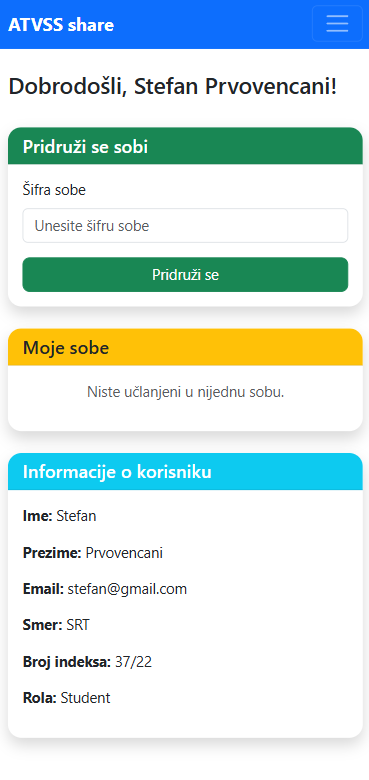 ATVSS share
Dobrodošli, Stefan Prvovencani!
Pridruži se sobi
Šifra sobe
Unesite šifru sobe
Pridruži se
Moje sobe
Niste učlanjeni u nijednu sobu.
Informacije o korisniku
Ime: Stefan
Prezime: Prvovencani
Email: stefan@gmail.com
Smer: SRT
Broj indeksa: 37/22
Rola: Student